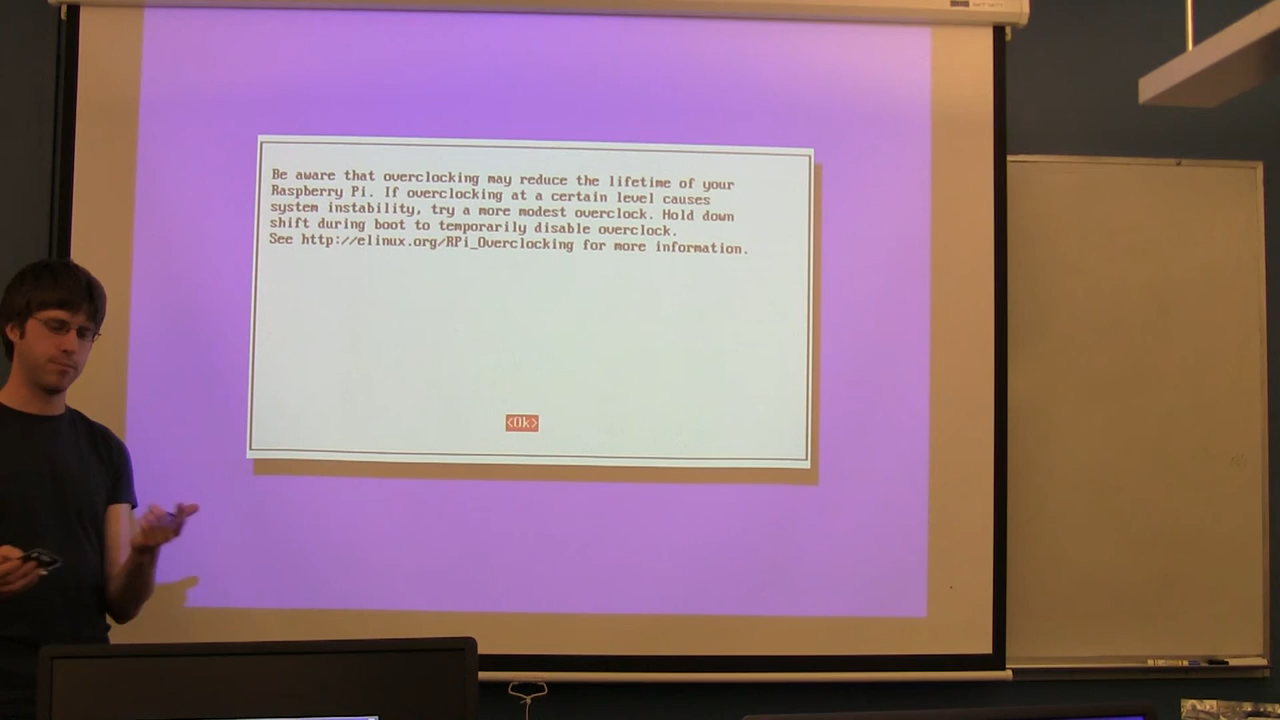 Be aware that overclocking may reduce the lifetime of your
Raspberry Pi. If overclocking at a certain level causes
system instability, try a more modest overclock. Hold down
shift during boot to temporarily disable overclock.
See http://elinux.org/RPi_Overclocking for more information.
<Ok>